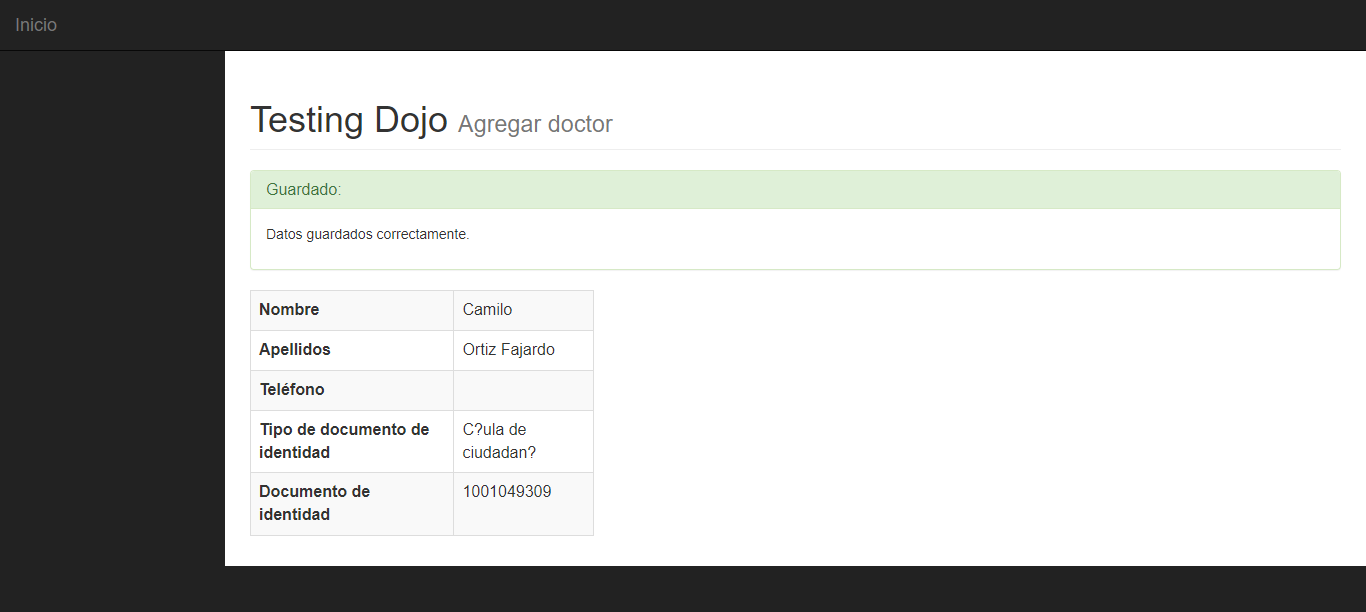 Inicio
Testing Dojo Agregar doctor
Guardado:
Datos guardados correctamente.
Nombre Camilo
Apellidos Ortiz Fajardo
Teléfono
Tipo de documento de identidad C?ula de ciudadan?
Documento de identidad 1001049309